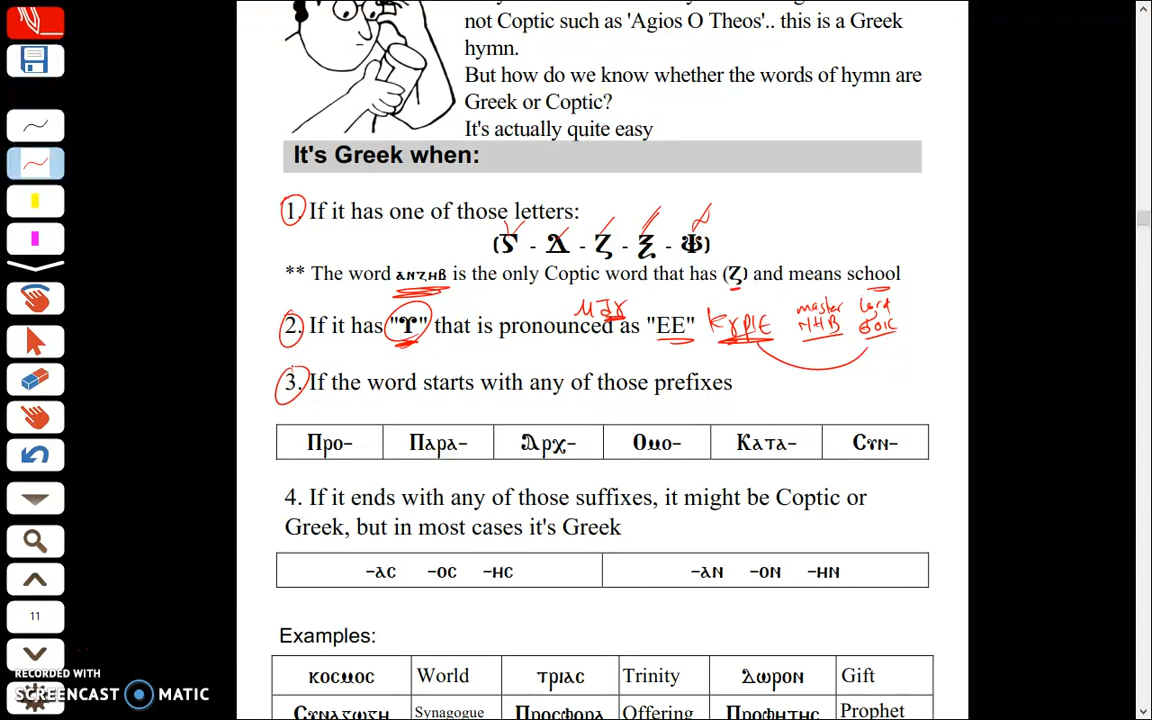 not Coptic such as 'Agios O Theos'.. this is a Greek
hymn.
But how do we know whether the words of hymn are
Greek or Coptic?
It's actually quite easy
It's Greek when:
1. If it has one of those letters:
(Ⲋ - Ⲇ - Ⲍ - Ⲝ - Ⲯ)
** The word ⲁⲛⲍⲏⲃ is the only Coptic word that has (Ⲍ) and means school
master Lord
2. If it has "Ⲩ" that is pronounced as "EE" ⲕⲩⲣⲓⲉ ⲛⲏⲃ ϭⲟⲓⲥ
3. If the word starts with any of those prefixes
Ⲡⲣⲟ- Ⲡⲁⲣⲁ- Ⲁⲣⲭ- Ⲟⲙⲟ- Ⲕⲁⲧⲁ- Ⲥⲩⲛ-
4. If it ends with any of those suffixes, it might be Coptic or
Greek, but in most cases it's Greek
-ⲁⲥ -ⲟⲥ -ⲏⲥ -ⲁⲛ -ⲟⲛ -ⲏⲛ
Examples:
ⲕⲟⲥⲙⲟⲥ World ⲧⲣⲓⲁⲥ Trinity Ⲇⲱⲣⲟⲛ Gift
Synagogue Ⲡⲣⲟⲥⲫⲟⲣⲁ Offering Ⲡⲣⲟⲫⲏⲧⲏⲥ Prophet
11
RECORDED WITH
SCREENCAST MATIC